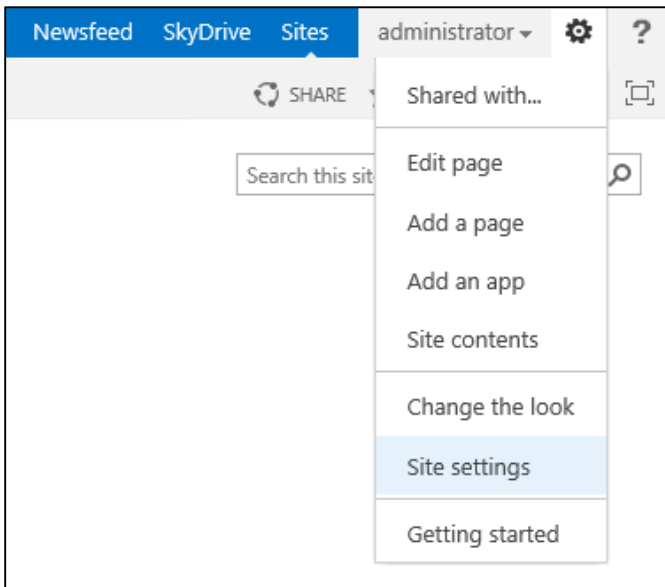 Newsfeed SkyDrive Sites administrator ?
SHARE
Shared with...
Search this sit
Edit page
Add a page
Add an app
Site contents
Change the look
Site settings
Getting started